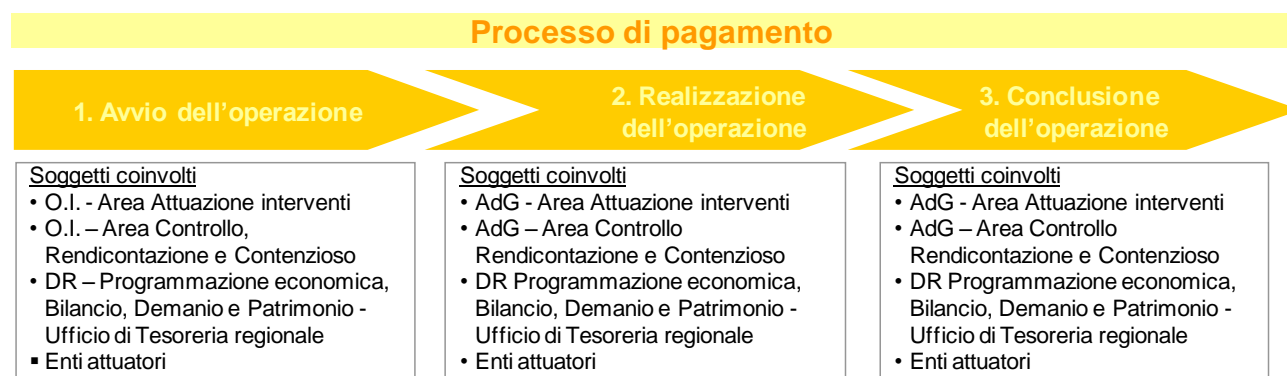 Processo di pagamento
1. Avvio dell'operazione
2. Realizzazione
dell'operazione
3. Conclusione
dell'operazione
Soggetti coinvolti
• O.I. - Area Attuazione interventi
• O.I. – Area Controllo,
Rendicontazione e Contenzioso
• DR – Programmazione economica,
Bilancio, Demanio e Patrimonio -
Ufficio di Tesoreria regionale
▪ Enti attuatori
Soggetti coinvolti
• AdG - Area Attuazione interventi
• AdG – Area Controllo
Rendicontazione e Contenzioso
• DR Programmazione economica,
Bilancio, Demanio e Patrimonio -
Ufficio di Tesoreria regionale
• Enti attuatori
Soggetti coinvolti
• AdG - Area Attuazione interventi
• AdG – Area Controllo
Rendicontazione e Contenzioso
• DR Programmazione economica,
Bilancio, Demanio e Patrimonio -
Ufficio di Tesoreria regionale
• Enti attuatori